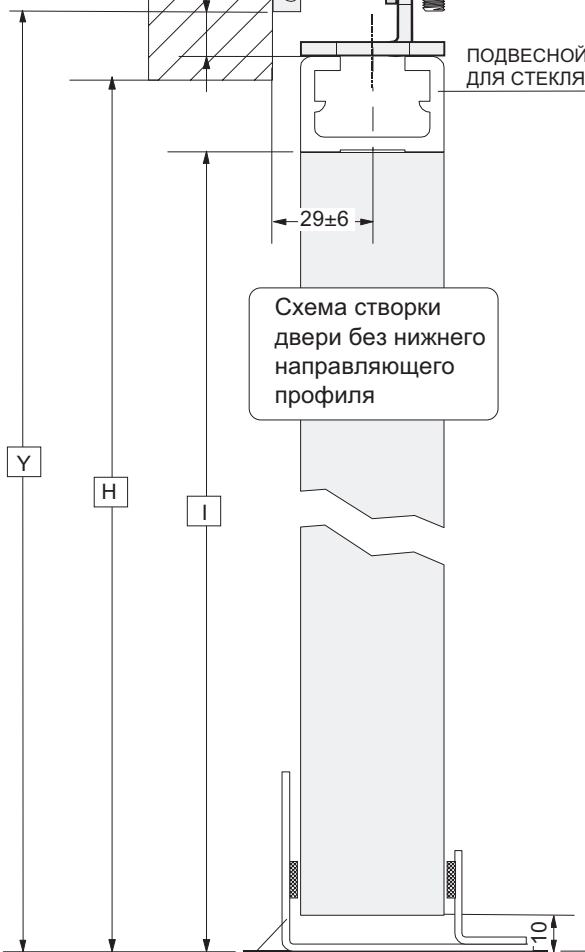 ПОДВЕСНОЙ
ДЛЯ СТЕКЛЯ
29±6
Схема створки
двери без нижнего
направляющего
профиля
Y
H
I
10